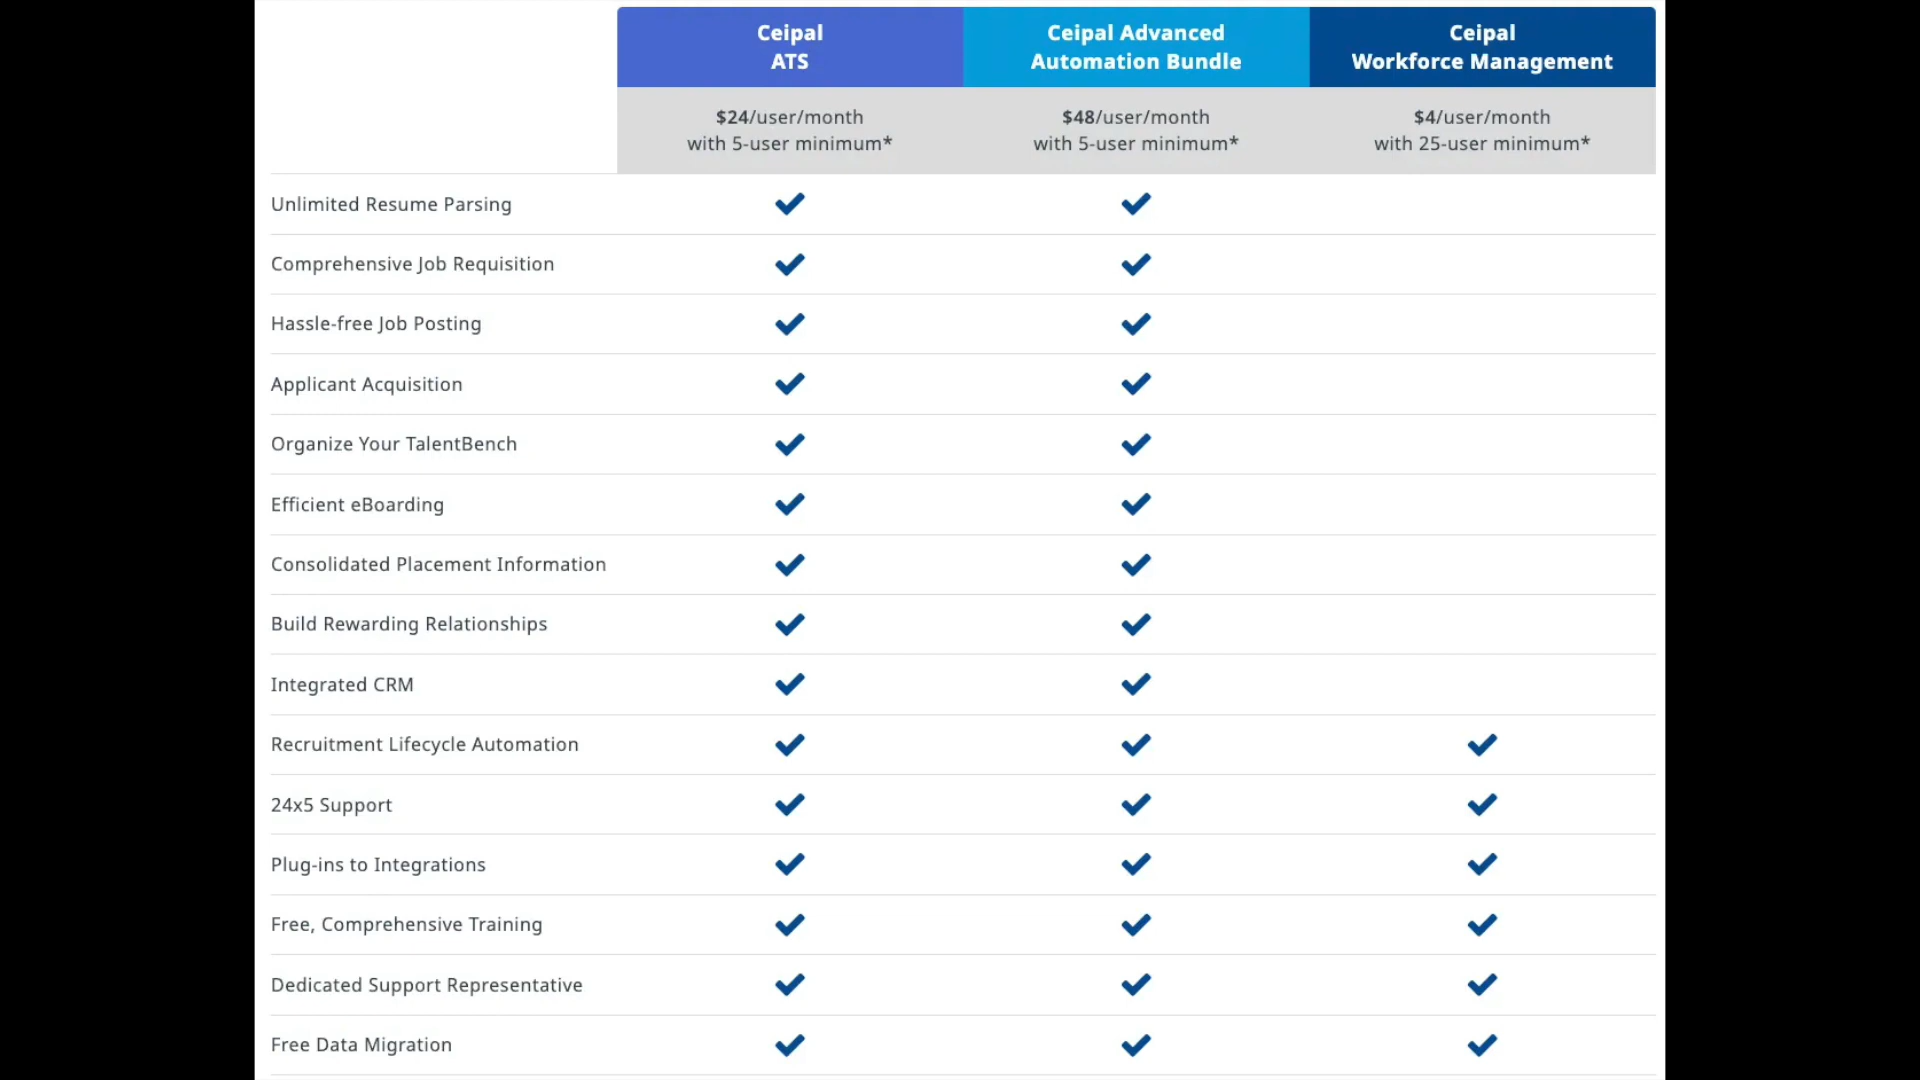 Ceipal
ATS
Ceipal Advanced
Automation Bundle
Ceipal
Workforce Management
$24/user/month
with 5-user minimum*
$48/user/month
with 5-user minimum*
$4/user/month
with 25-user minimum*
Unlimited Resume Parsing
Comprehensive Job Requisition
Hassle-free Job Posting
Applicant Acquisition
Organize Your TalentBench
Efficient eBoarding
Consolidated Placement Information
Build Rewarding Relationships
Integrated CRM
Recruitment Lifecycle Automation
24x5 Support
Plug-ins to Integrations
Free, Comprehensive Training
Dedicated Support Representative
Free Data Migration